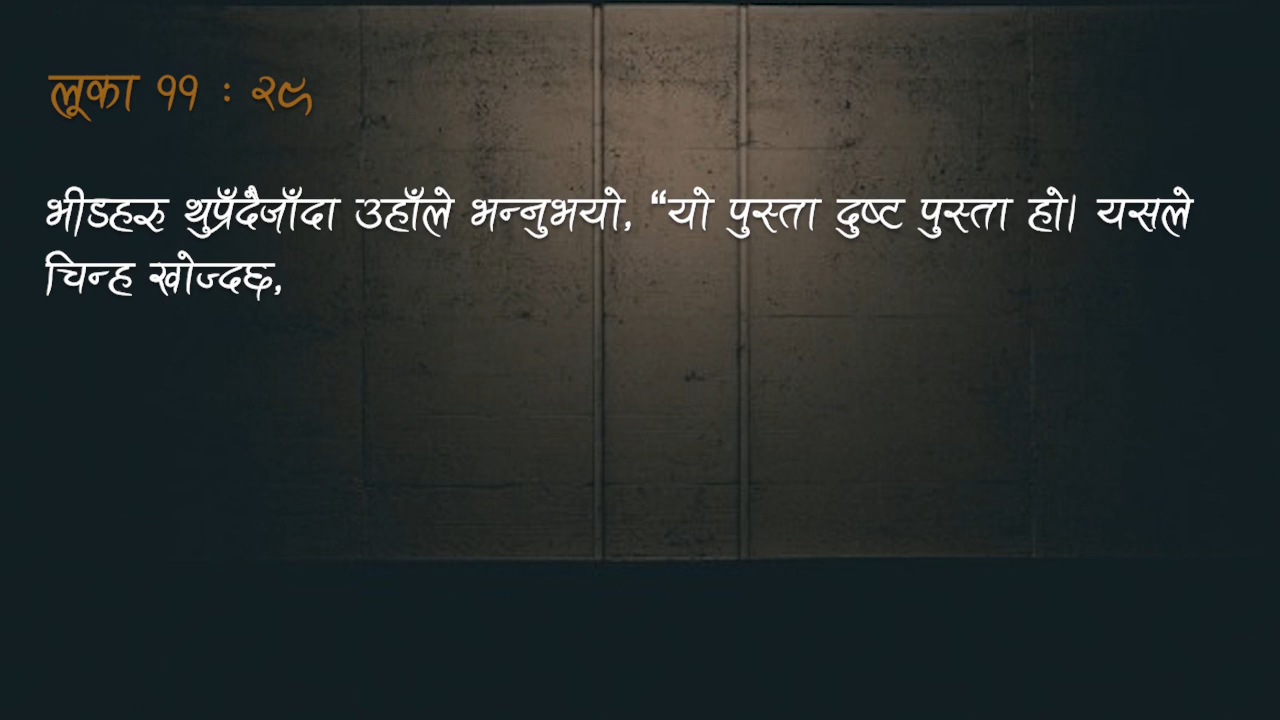 लूका ११ : २९
भीडहरु थुप्रँदैजाँदा उहाँले भन्नुभयो, “यो पुस्ता दुष्ट पुस्ता हो। यसले
चिन्ह खोज्दछ,